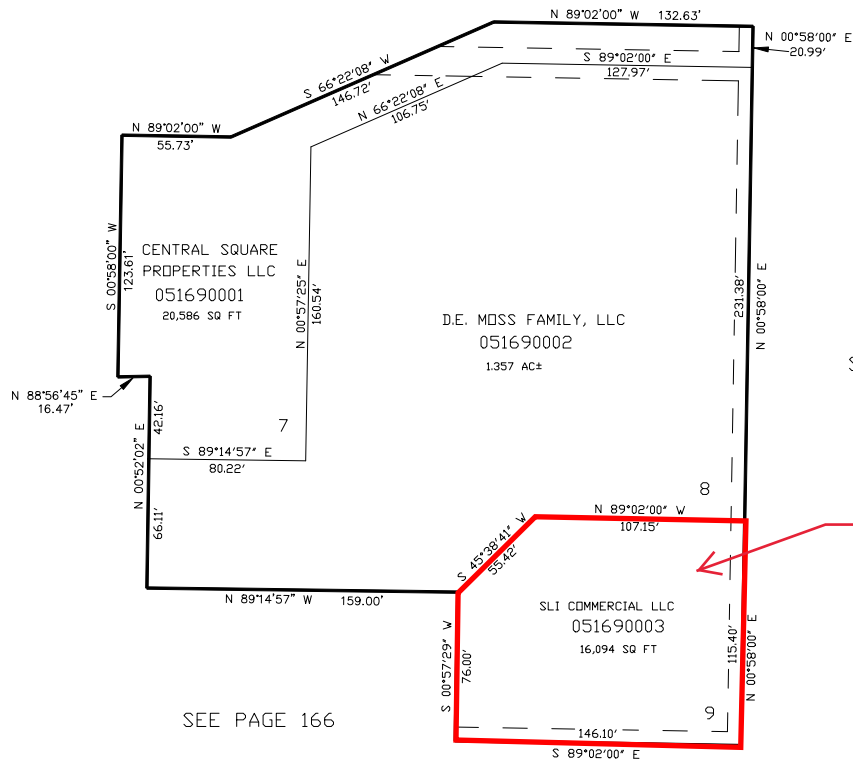 N 89°02'00" W 132.63'
N 00°58'00" E
20.99'
S 89°02'00" E
127.97'
S 66°22'08" W
146.72'
N 66°22'08" E
106.75'
N 89°02'00" W
55.73'
S 00°58'00" W
123.61'
CENTRAL SQUARE
PROPERTIES LLC
051690001
20,586 SQ FT
N 00°57'25" E
160.54'
D.E. MOSS FAMILY, LLC
051690002
1.357 AC±
231.38'
N 00°58'00" E
S
N 88°56'45" E
16.47'
42.16'
7
N 00°52'02" E
S 89°14'57" E
80.22'
66.11'
8
N 89°02'00" W
107.15'
S 45°38'41" W
55.42'
N 89°14'57" W 159.00'
SLI COMMERCIAL LLC
051690003
16,094 SQ FT
S 00°57'29" W
76.00'
115.40'
N 00°58'00" E
9
SEE PAGE 166
146.10'
S 89°02'00" E